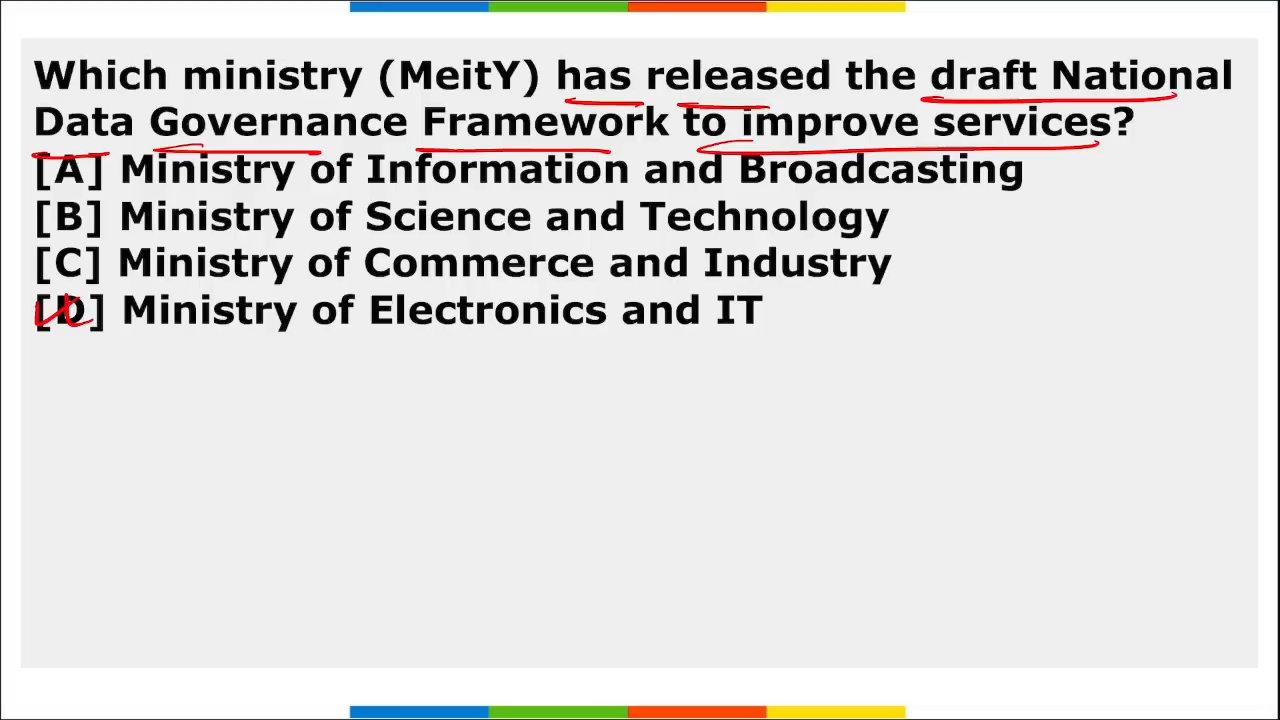 Which ministry (MeitY) has released the draft National
Data Governance Framework to improve services?
[A] Ministry of Information and Broadcasting
[B] Ministry of Science and Technology
[C] Ministry of Commerce and Industry
[D] Ministry of Electronics and IT